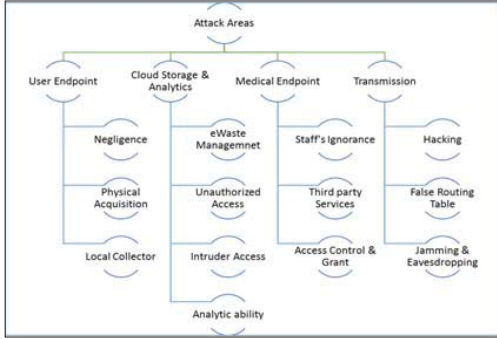 Attack Areas
User Endpoint
Cloud Storage &
Analytics
Medical Endpoint
Transmission
Negligence
eWaste
Managemnet
Staff's Ignorance
Hacking
Physical
Acquisition
Unauthorized
Access
Third party
Services
False Routing
Table
Local Collector
Intruder Access
Access Control &
Grant
Jamming &
Eavesdropping
Analytic ability